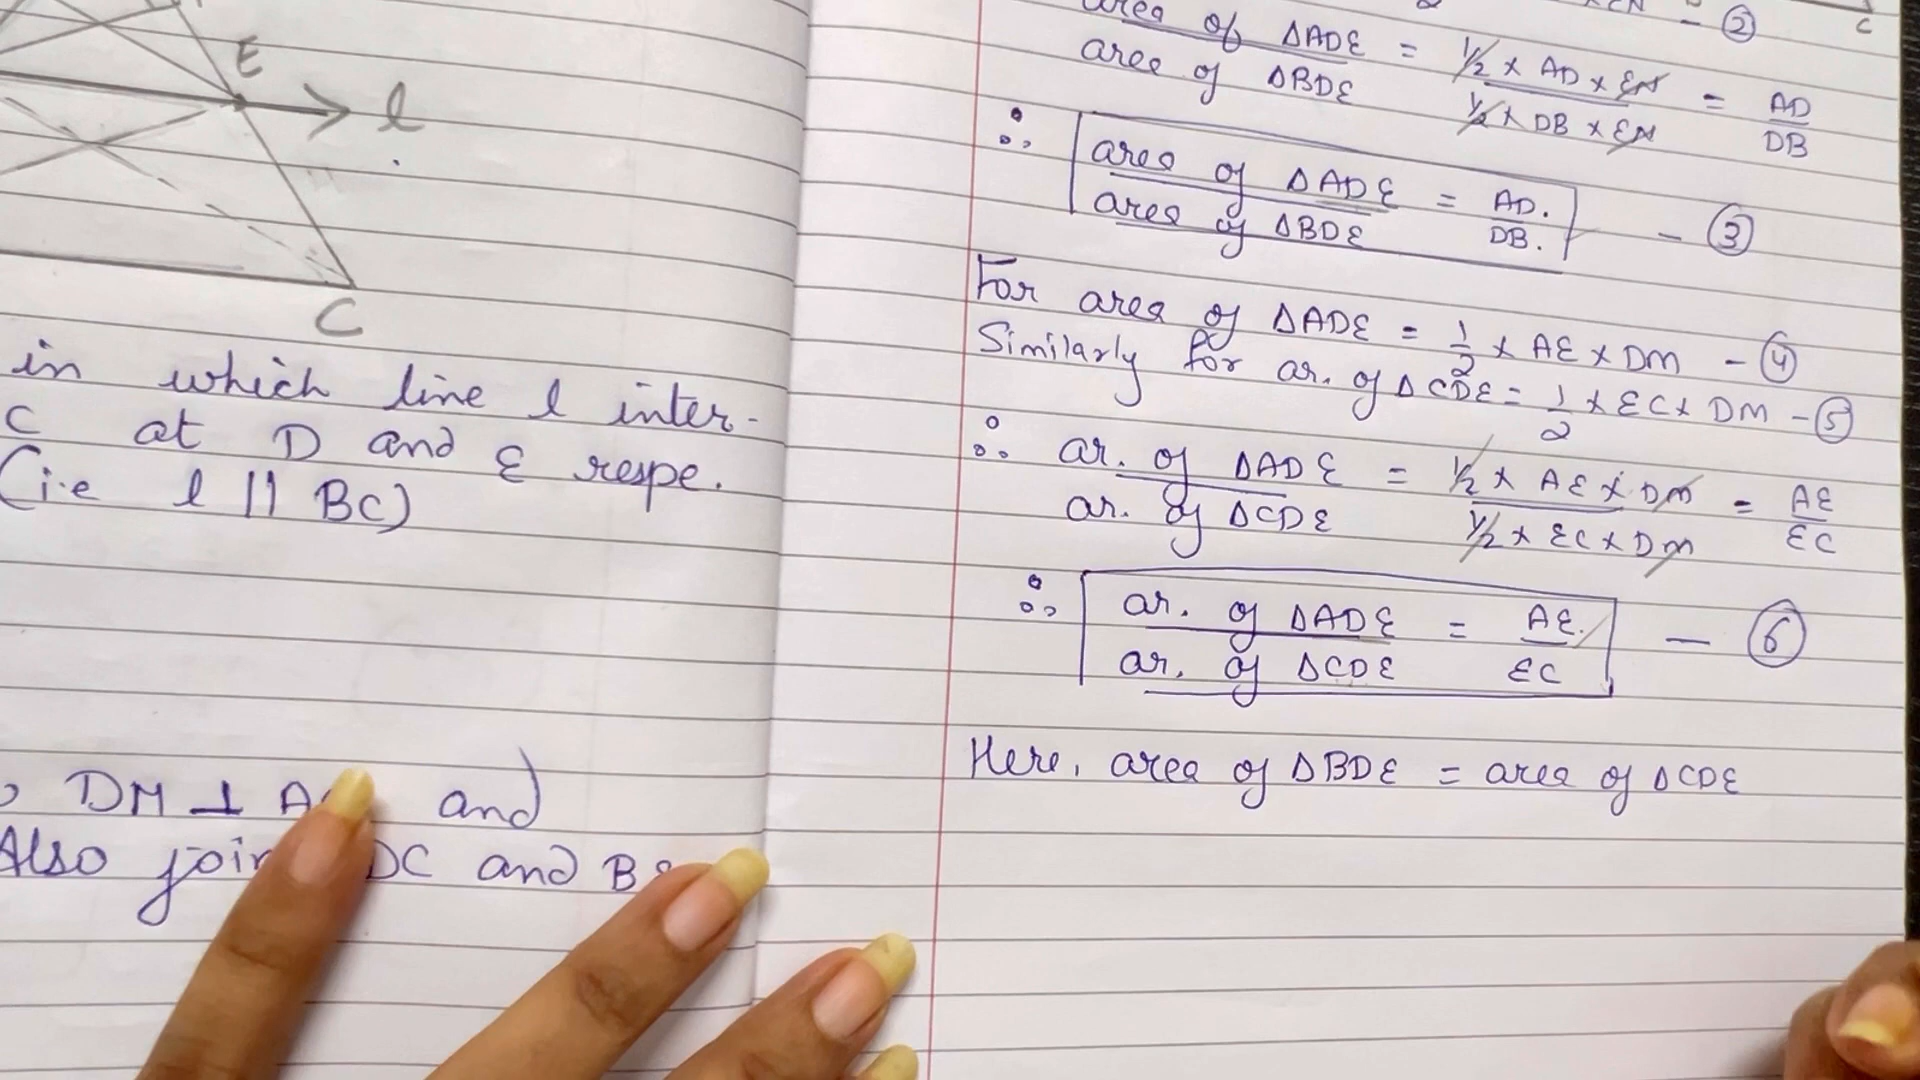 E
l
C
in which line l inter-
C at D and E respe.
(i.e l || BC)
DM ⊥ and
Also join DC and
- ②
C
area of ΔADE = 1/2 × AD × EN = AD
area of ΔBDE 1/2 × DB × EN DB
∴ area of ΔADE = AD.
area of ΔBDE DB. - ③
For area of ΔADE = 1/2 × AE × DM - ④
Similarly for ar. of ΔCDE = 1/2 × EC × DM - ⑤
∴ ar. of ΔADE = 1/2 × AE × DM = AE
ar. of ΔCDE 1/2 × EC × DM EC
∴ ar. of ΔADE = AE. - ⑥
ar. of ΔCDE EC
Here, area of ΔBDE = area of ΔCDE